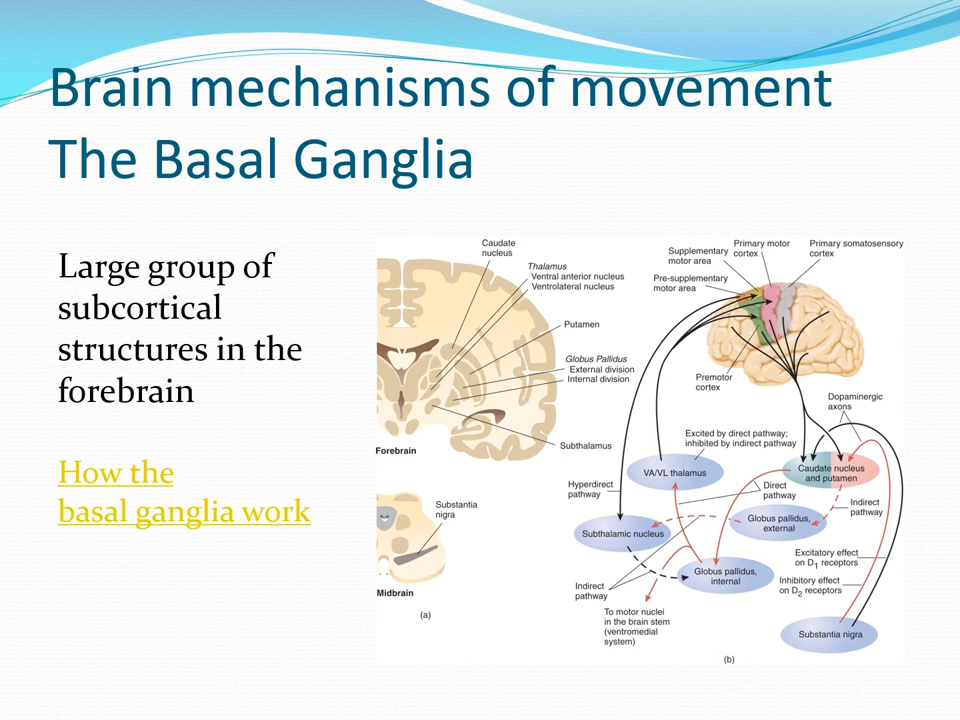 Brain mechanisms of movement
The Basal Ganglia
Large group of
subcortical
structures in the
forebrain
How the
basal ganglia work
Caudate
nucleus
Thalamus
Ventral anterior nucleus
Ventrolateral nucleus
Putamen
Globus Pallidus
External division
Internal division
Subthalamus
Forebrain
Substantia
nigra
Midbrain
(a)
Supplementary
motor area
Primary motor
cortex
Primary somatosensory
cortex
Pre-supplementary
motor area
Premotor
cortex
Dopaminergic
axons
Excited by direct pathway;
inhibited by indirect pathway
VA/VL thalamus
Caudate nucleus
and putamen
Hyperdirect
pathway
Direct
pathway
Indirect
pathway
Globus pallidus,
external
Subthalamic nucleus
Excitatory effect
on D1 receptors
Globus pallidus,
internal
Inhibitory effect
on D2 receptors
Indirect
pathway
To motor nuclei
in the brain stem
(ventromedial
system)
Substantia nigra
(b)